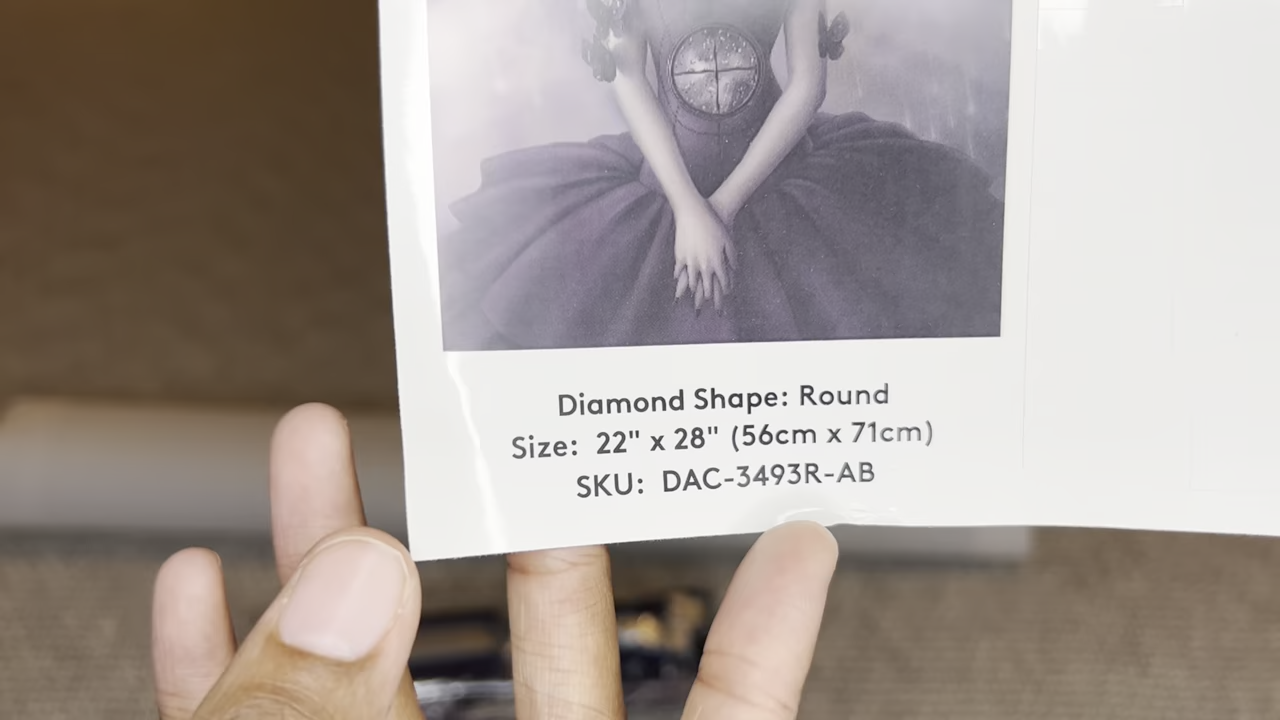 Diamond Shape: Round
Size: 22" x 28" (56cm x 71cm)
SKU: DAC-3493R-AB